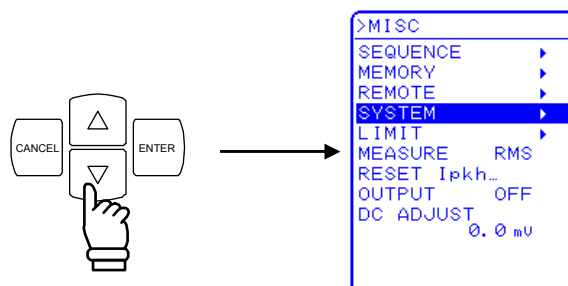 CANCEL
ENTER
>MISC
SEQUENCE
MEMORY
REMOTE
SYSTEM
LIMIT
MEASURE RMS
RESET Ipkh…
OUTPUT OFF
DC ADJUST
0.0 mV